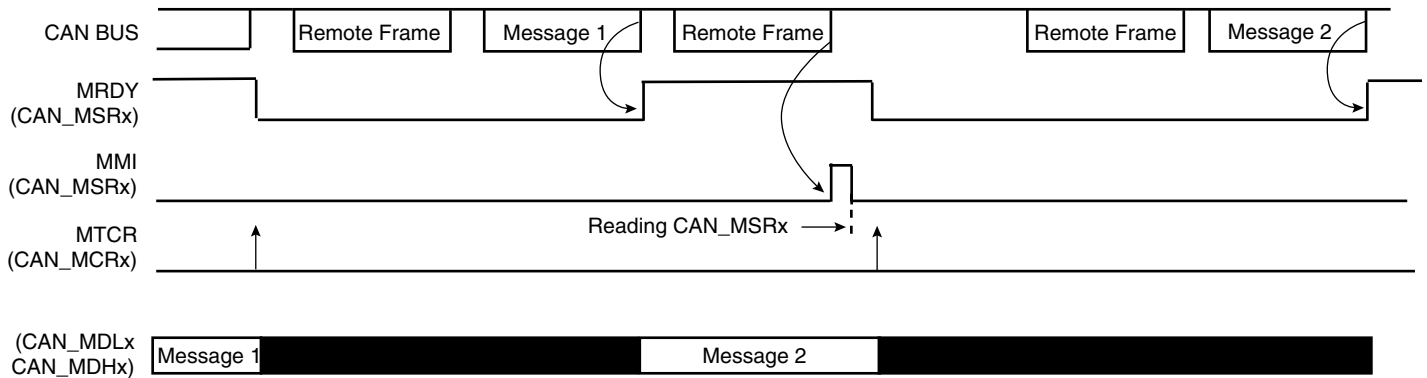 CAN BUS
Remote Frame
Message 1
Remote Frame
Remote Frame
Message 2
MRDY
(CAN_MSRx)
MMI
(CAN_MSRx)
Reading CAN_MSRx
MTCR
(CAN_MCRx)
(CAN_MDLx
CAN_MDHx)
Message 1
Message 2